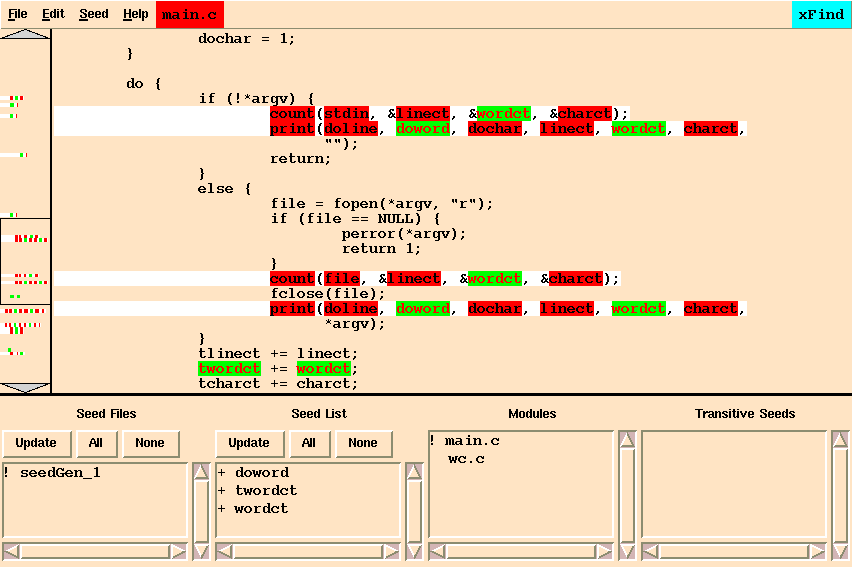 File Edit Seed Help main.c xFind
dochar = 1;
}
do {
if (!*argv) {
count(stdin, &linect, &wordct, &charct);
print(doline, doword, dochar, linect, wordct, charct,
"");
return;
}
else {
file = fopen(*argv, "r");
if (file == NULL) {
perror(*argv);
return 1;
}
count(file, &linect, &wordct, &charct);
fclose(file);
print(doline, doword, dochar, linect, wordct, charct,
*argv);
}
tlinect += linect;
twordct += wordct;
tcharct += charct;
Seed Files
Update All None
! seedGen_1
Seed List
Update All None
+ doword
+ twordct
+ wordct
Modules
! main.c
wc.c
Transitive Seeds